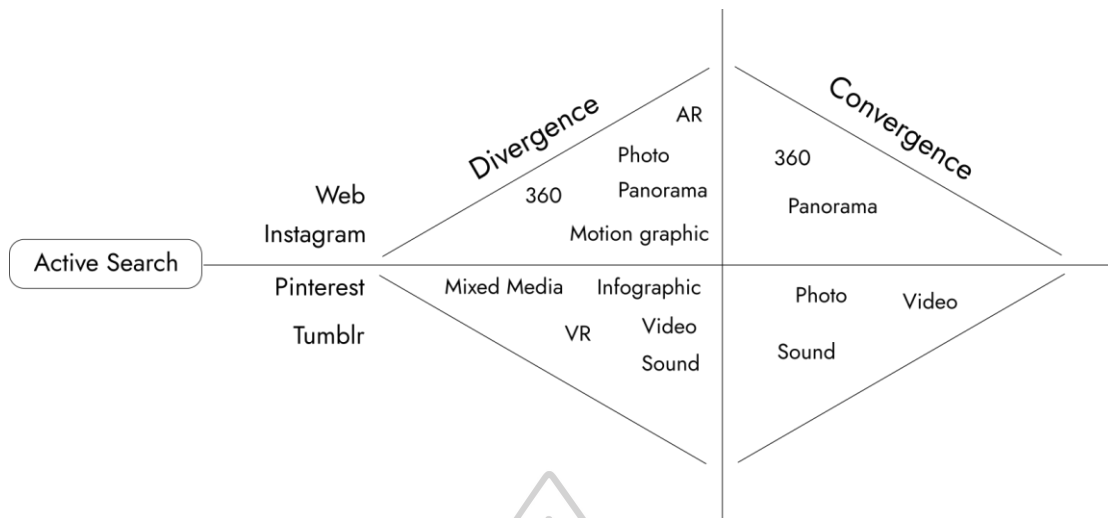 Divergence
Convergence
AR
Photo
360
Panorama
Motion graphic
360
Panorama
Web
Instagram
Active Search
Pinterest
Tumblr
Mixed Media
Infographic
VR
Video
Sound
Photo
Video
Sound